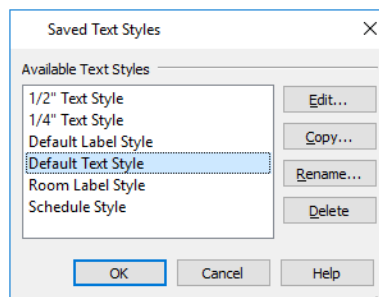 Saved Text Styles
Available Text Styles
1/2" Text Style
1/4" Text Style
Default Label Style
Default Text Style
Room Label Style
Schedule Style
Edit...
Copy...
Rename...
Delete
OK
Cancel
Help